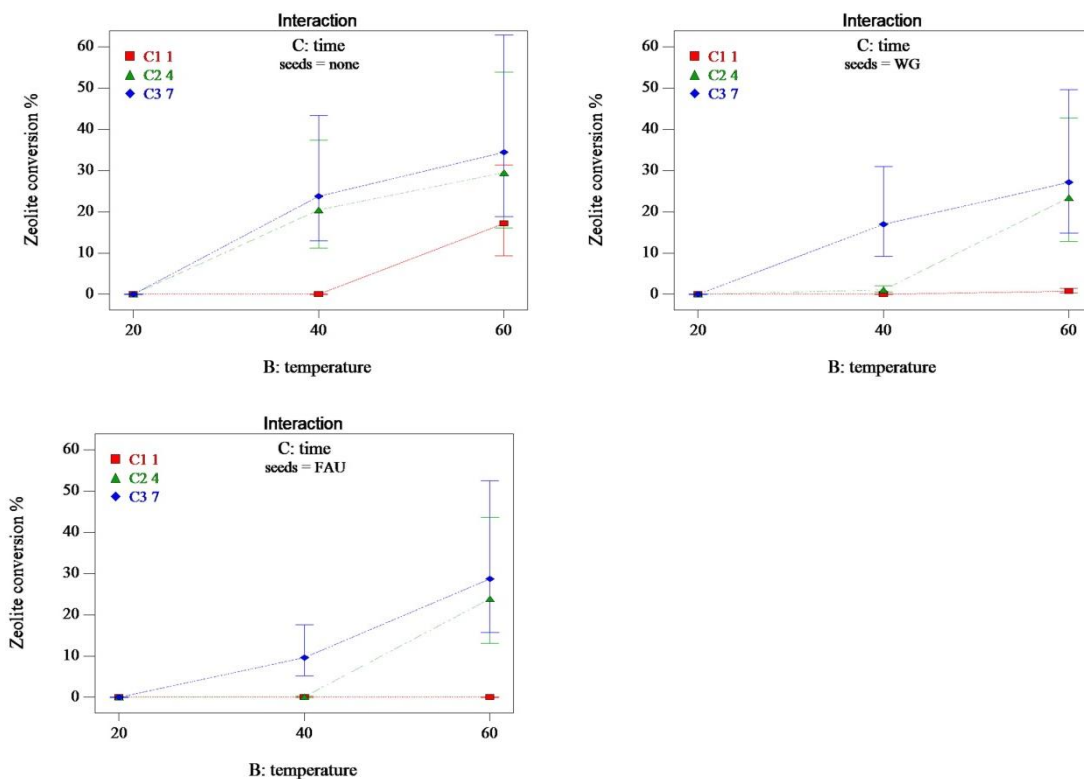 Interaction
C: time
seeds = none
C1 1
C2 4
C3 7
60
50
40
30
20
10
0
Zeolite conversion %
20 40 60
B: temperature
Interaction
C: time
seeds = WG
C1 1
C2 4
C3 7
60
50
40
30
20
10
0
Zeolite conversion %
20 40 60
B: temperature
Interaction
C: time
seeds = FAU
C1 1
C2 4
C3 7
60
50
40
30
20
10
0
Zeolite conversion %
20 40 60
B: temperature